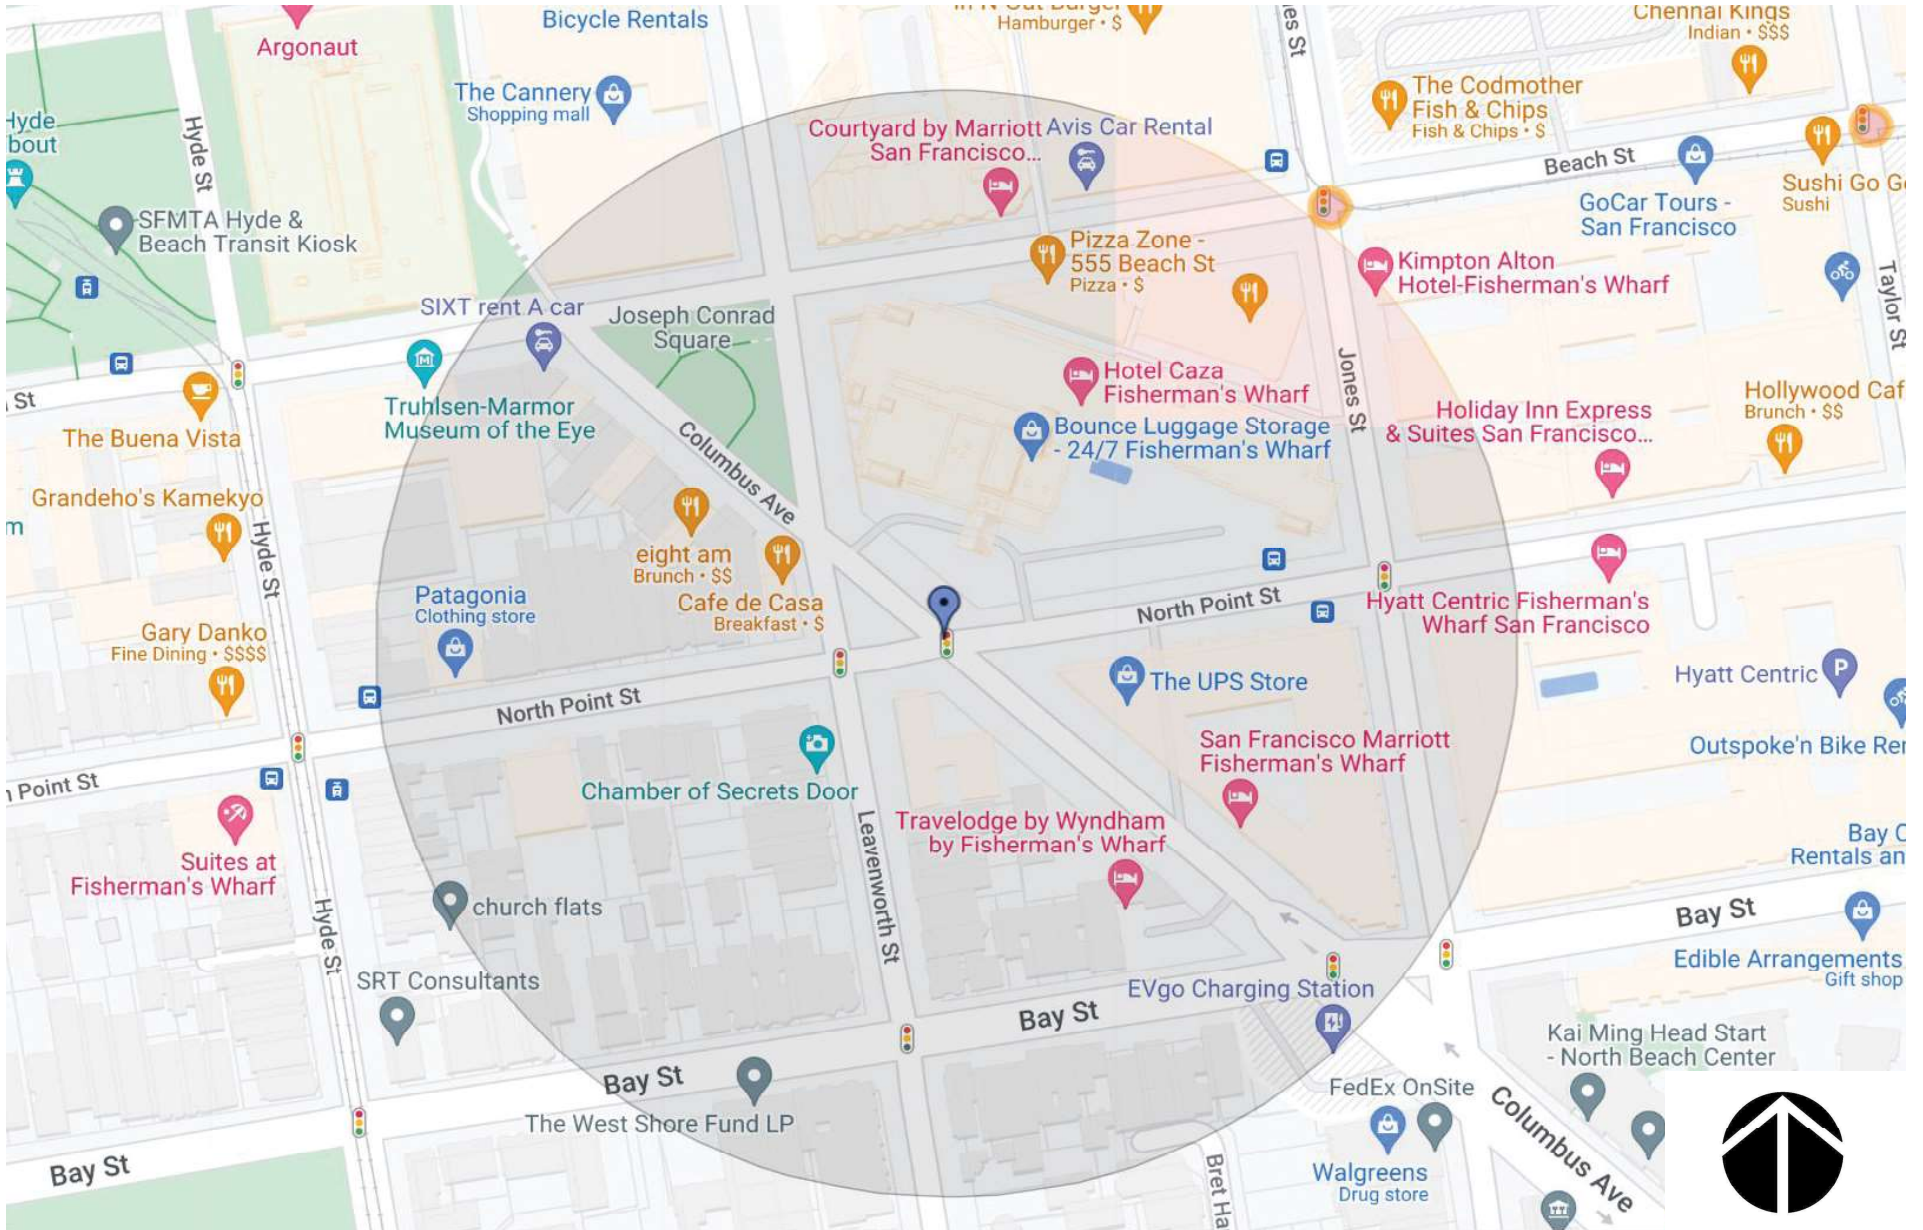 Argonaut
Bicycle Rentals
Hamburger • $
Chennai Kings
Indian • $$$
The Cannery
Shopping mall
Courtyard by Marriott
San Francisco...
Avis Car Rental
The Codmother
Fish & Chips
Fish & Chips • $
Beach St
GoCar Tours -
San Francisco
Sushi Go G
Sushi
Hyde
bout
Hyde St
SFMTA Hyde &
Beach Transit Kiosk
Pizza Zone -
555 Beach St
Pizza • $
Kimpton Alton
Hotel-Fisherman's Wharf
Taylor St
SIXT rent A car
Joseph Conrad
Square
Jones St
Hotel Caza
Fisherman's Wharf
Hollywood Caf
Brunch • $$
St
The Buena Vista
Truhlsen-Marmor
Museum of the Eye
Columbus Ave
Bounce Luggage Storage
- 24/7 Fisherman's Wharf
Holiday Inn Express
& Suites San Francisco...
Grandeho's Kamekyo
m
Hyde St
eight am
Brunch • $$
Patagonia
Clothing store
Cafe de Casa
Breakfast • $
North Point St
Hyatt Centric Fisherman's
Wharf San Francisco
Gary Danko
Fine Dining • $$$$
The UPS Store
Hyatt Centric
P
North Point St
San Francisco Marriott
Fisherman's Wharf
Outspoke'n Bike Re
Point St
Chamber of Secrets Door
Travelodge by Wyndham
by Fisherman's Wharf
Leavenworth St
Suites at
Fisherman's Wharf
Bay
Rentals an
church flats
Hyde St
Bay St
SRT Consultants
EVgo Charging Station
Edible Arrangements
Gift shop
Bay St
Kai Ming Head Start
- North Beach Center
Bay St
The West Shore Fund LP
FedEx OnSite
Columbus Ave
Bay St
Walgreens
Drug store
Bret Ha